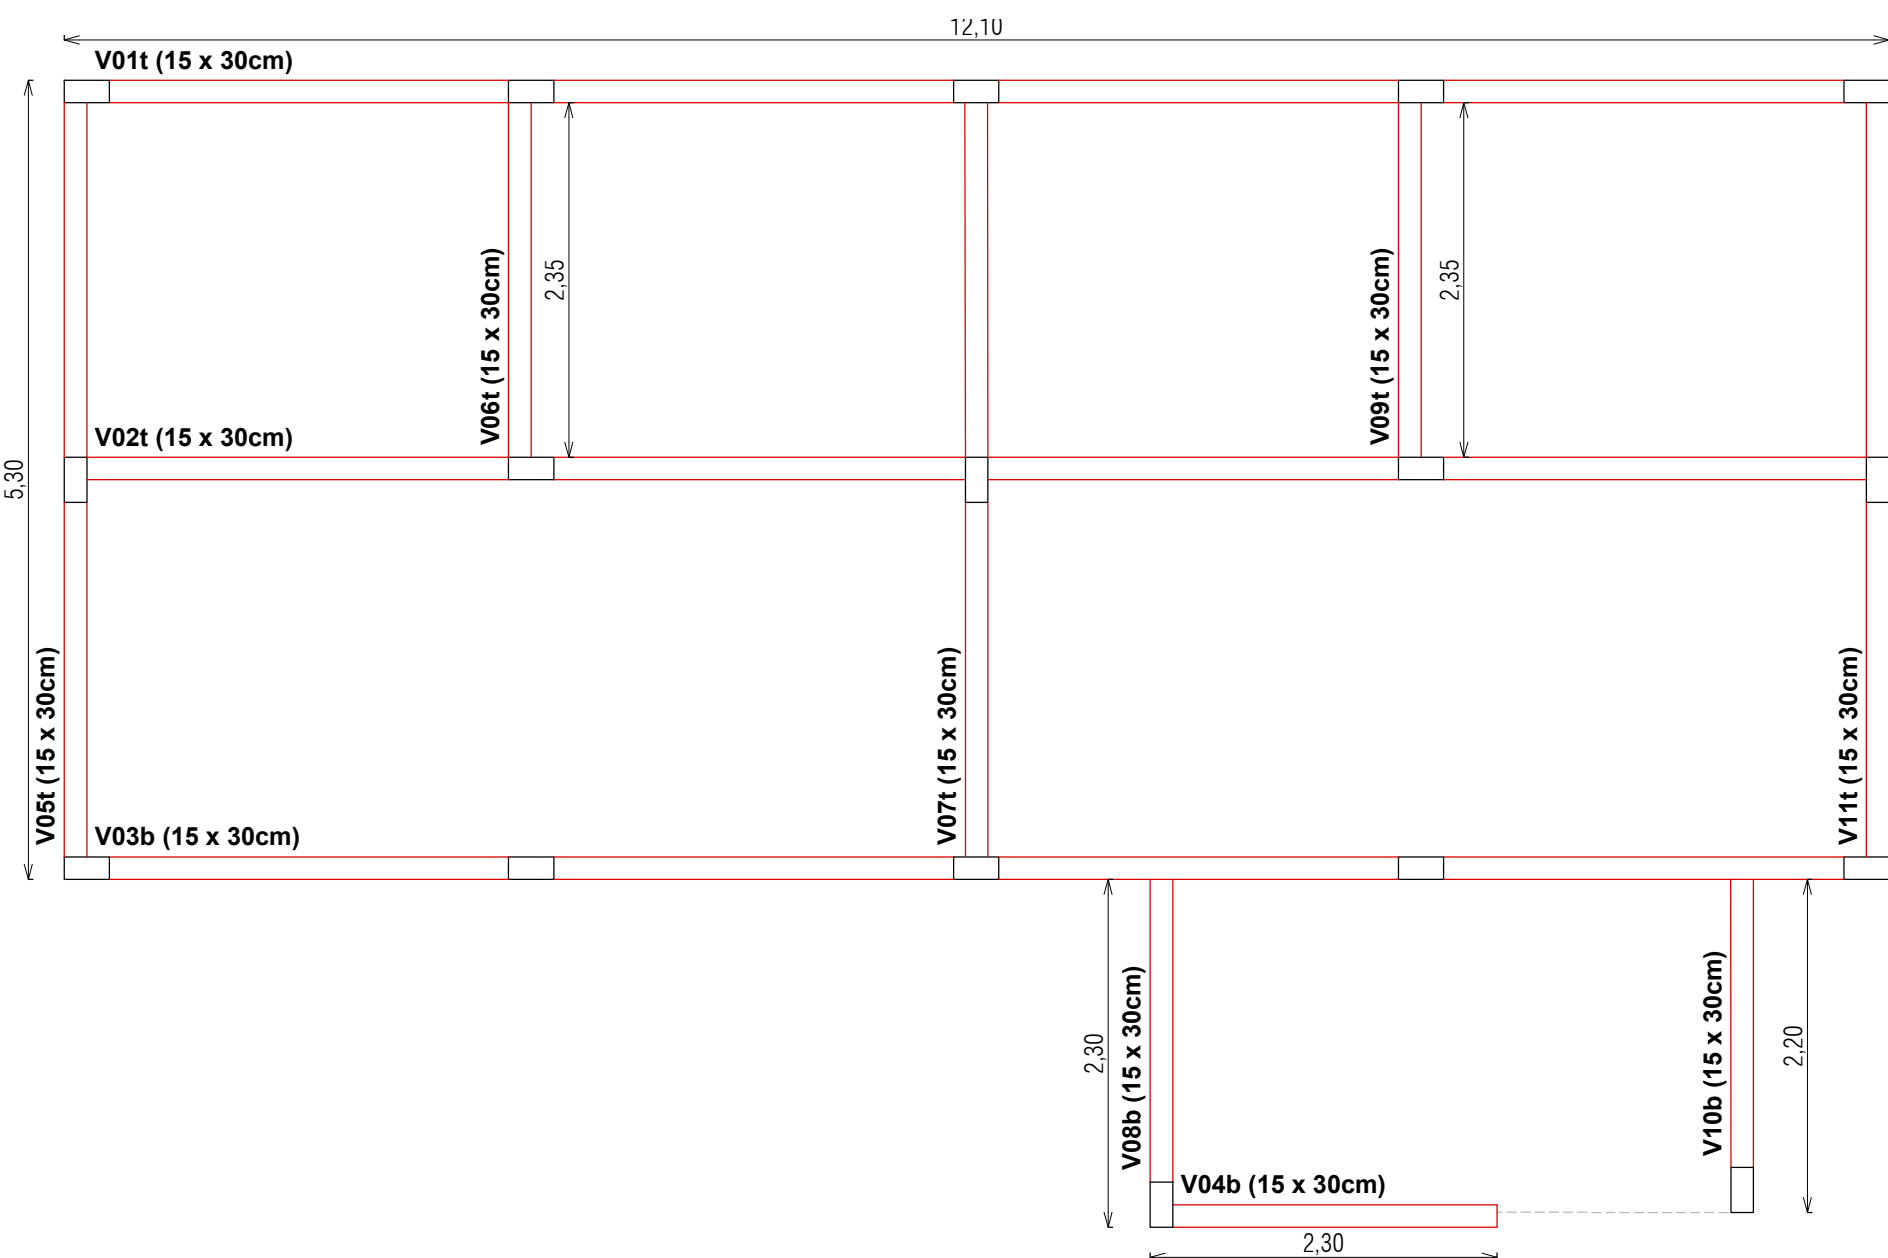 12,10
V01t (15 x 30cm)
V06t (15 x 30cm)
2,35
V09t (15 x 30cm)
2,35
V02t (15 x 30cm)
5,30
V05t (15 x 30cm)
V07t (15 x 30cm)
V11t (15 x 30cm)
V03b (15 x 30cm)
2,30
V08b (15 x 30cm)
V10b (15 x 30cm)
2,20
V04b (15 x 30cm)
2,30